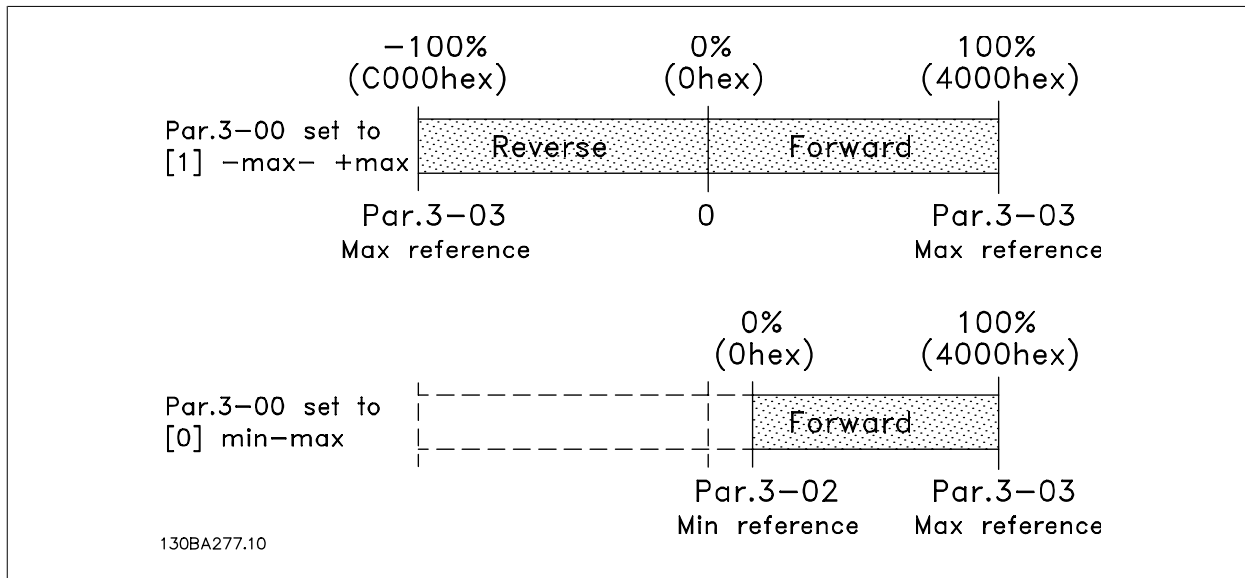 -100% 0% 100%
(C000hex) (0hex) (4000hex)
Par.3-00 set to
[1] -max- +max
Reverse Forward
Par.3-03 0 Par.3-03
Max reference Max reference
0% 100%
(0hex) (4000hex)
Par.3-00 set to
[0] min-max
Forward
Par.3-02 Par.3-03
Min reference Max reference
130BA277.10